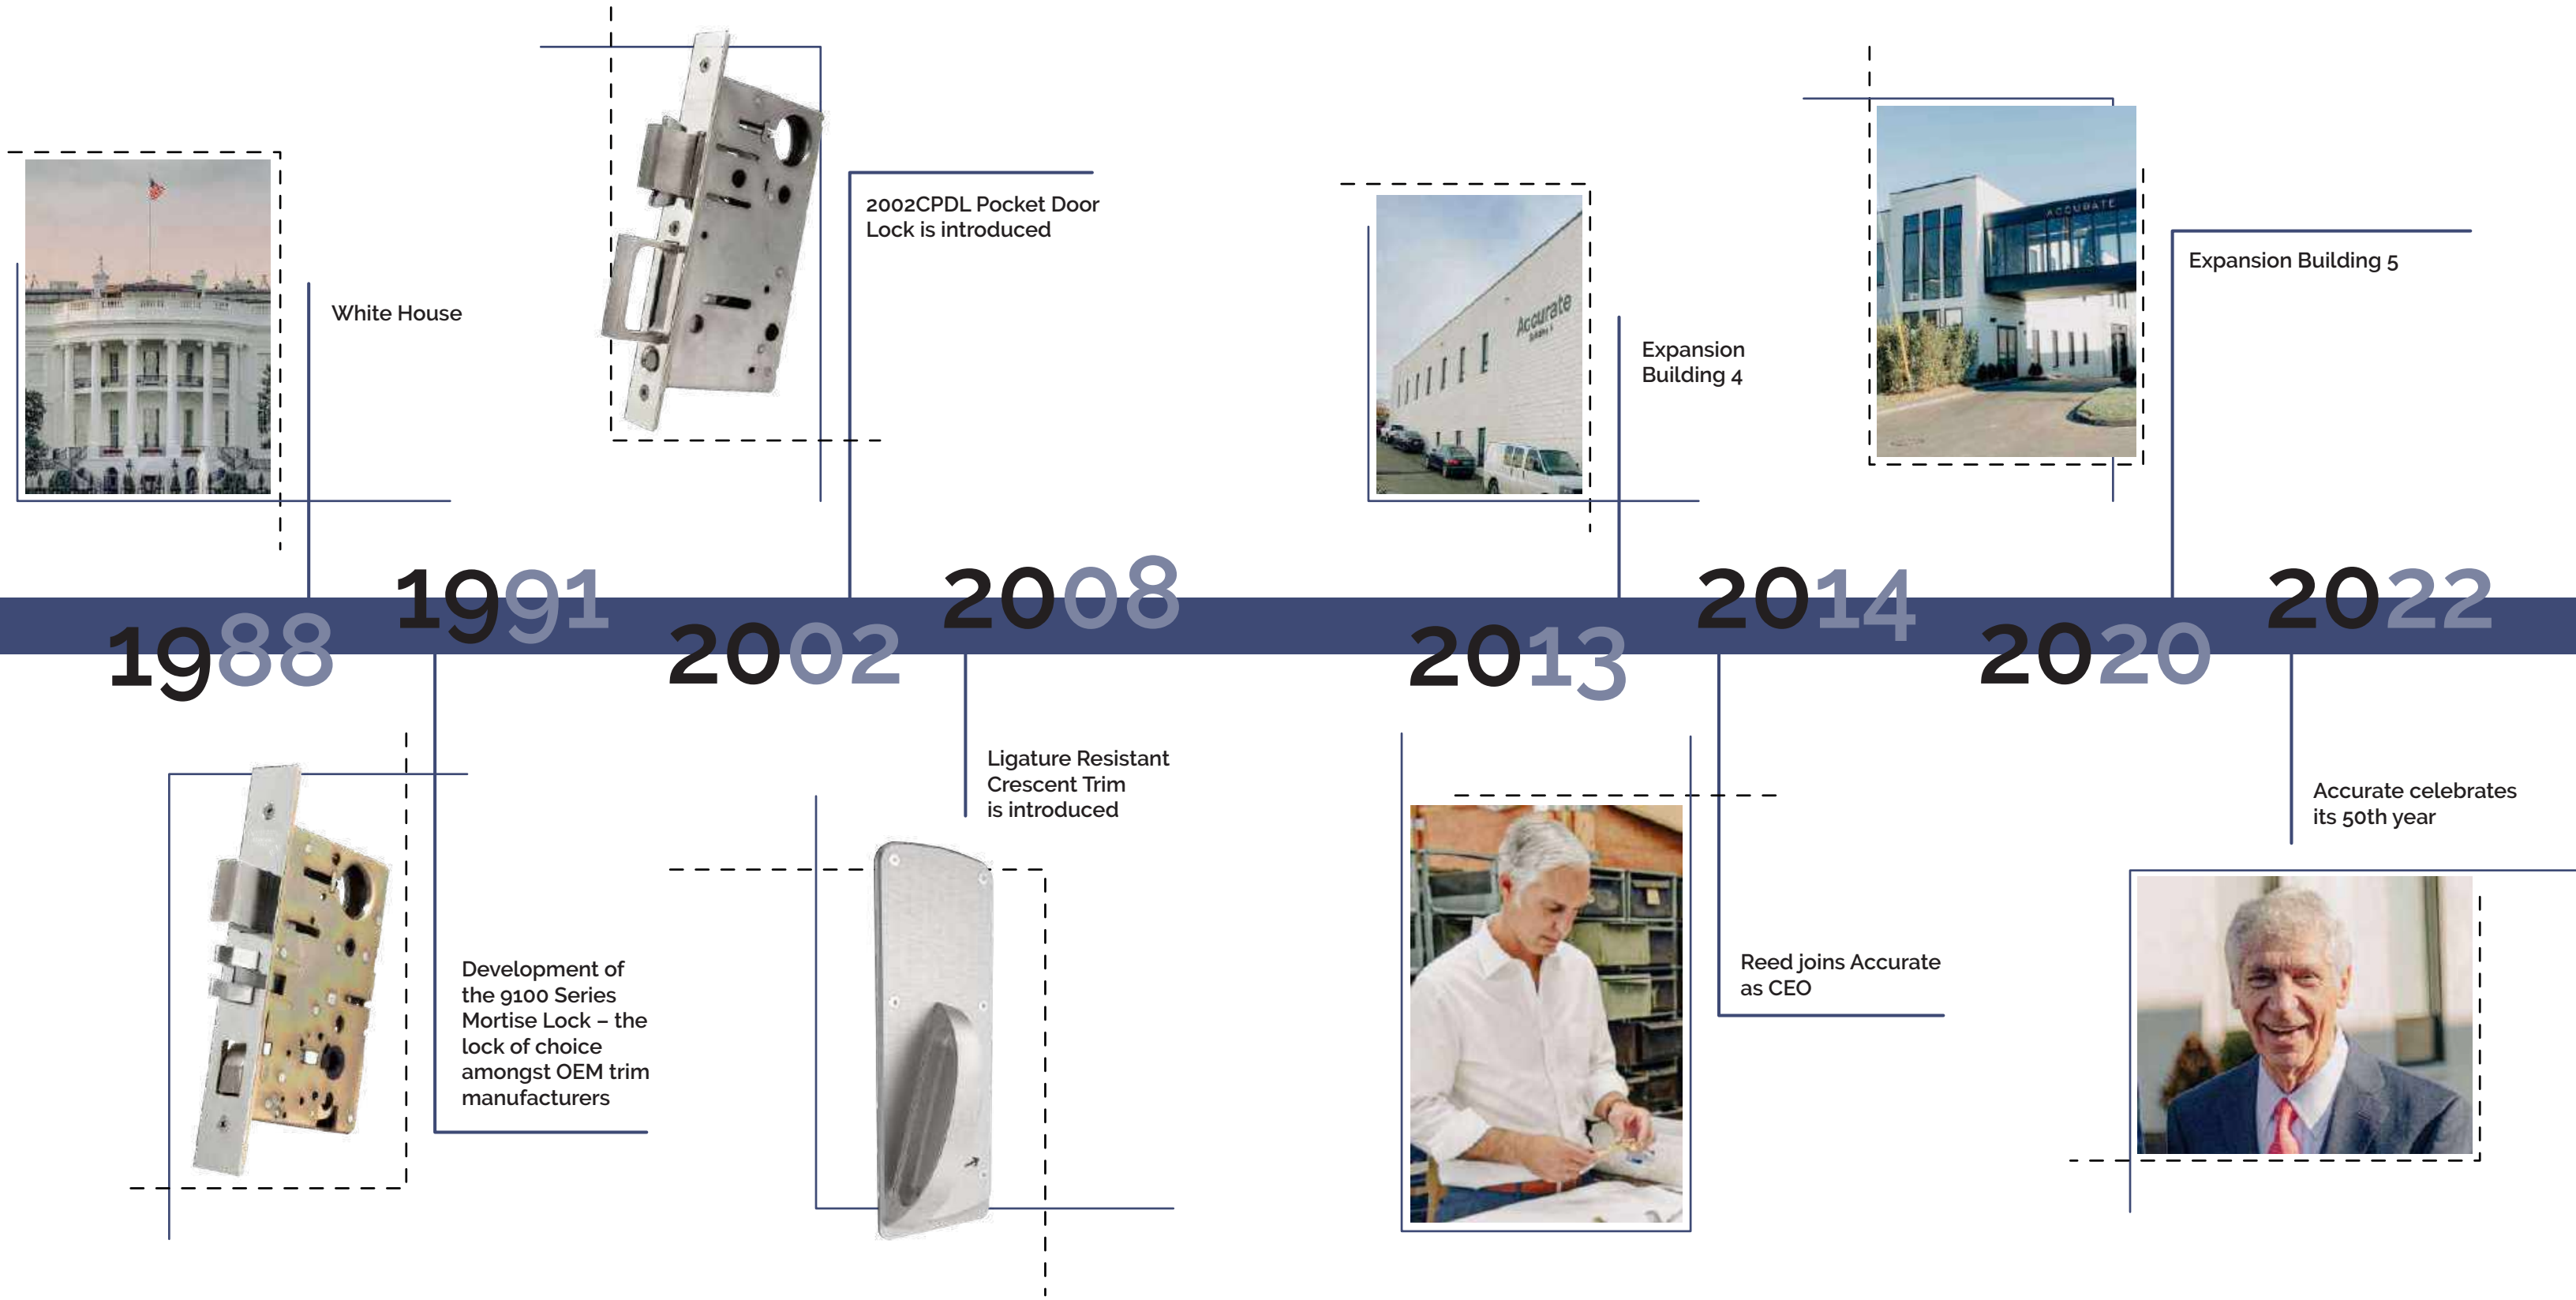 White House
2002CPDL Pocket Door
Lock is introduced
Accurate
Building 4
Expansion
Building 4
ACCURATE
Expansion Building 5
1988
1991
2002
2008
2013
2014
2020
2022
Development of
the 9100 Series
Mortise Lock – the
lock of choice
amongst OEM trim
manufacturers
Ligature Resistant
Crescent Trim
is introduced
Reed joins Accurate
as CEO
Accurate celebrates
its 50th year